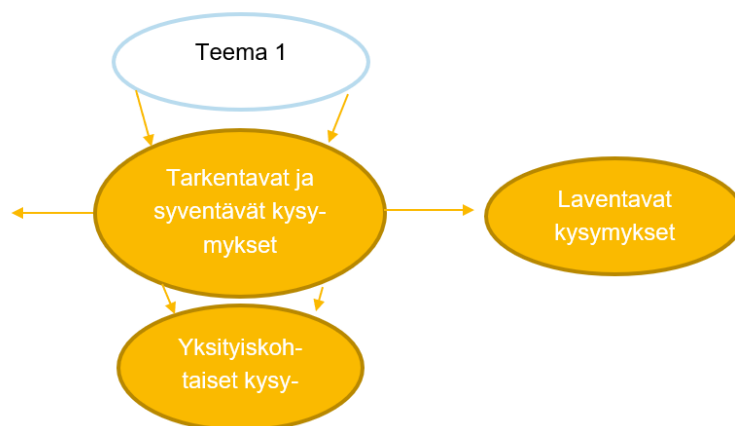 Teema 1
Tarkentavat ja
syventävät kysy-
mykset
Laventavat
kysymykset
Yksityiskoh-
taiset kysy-